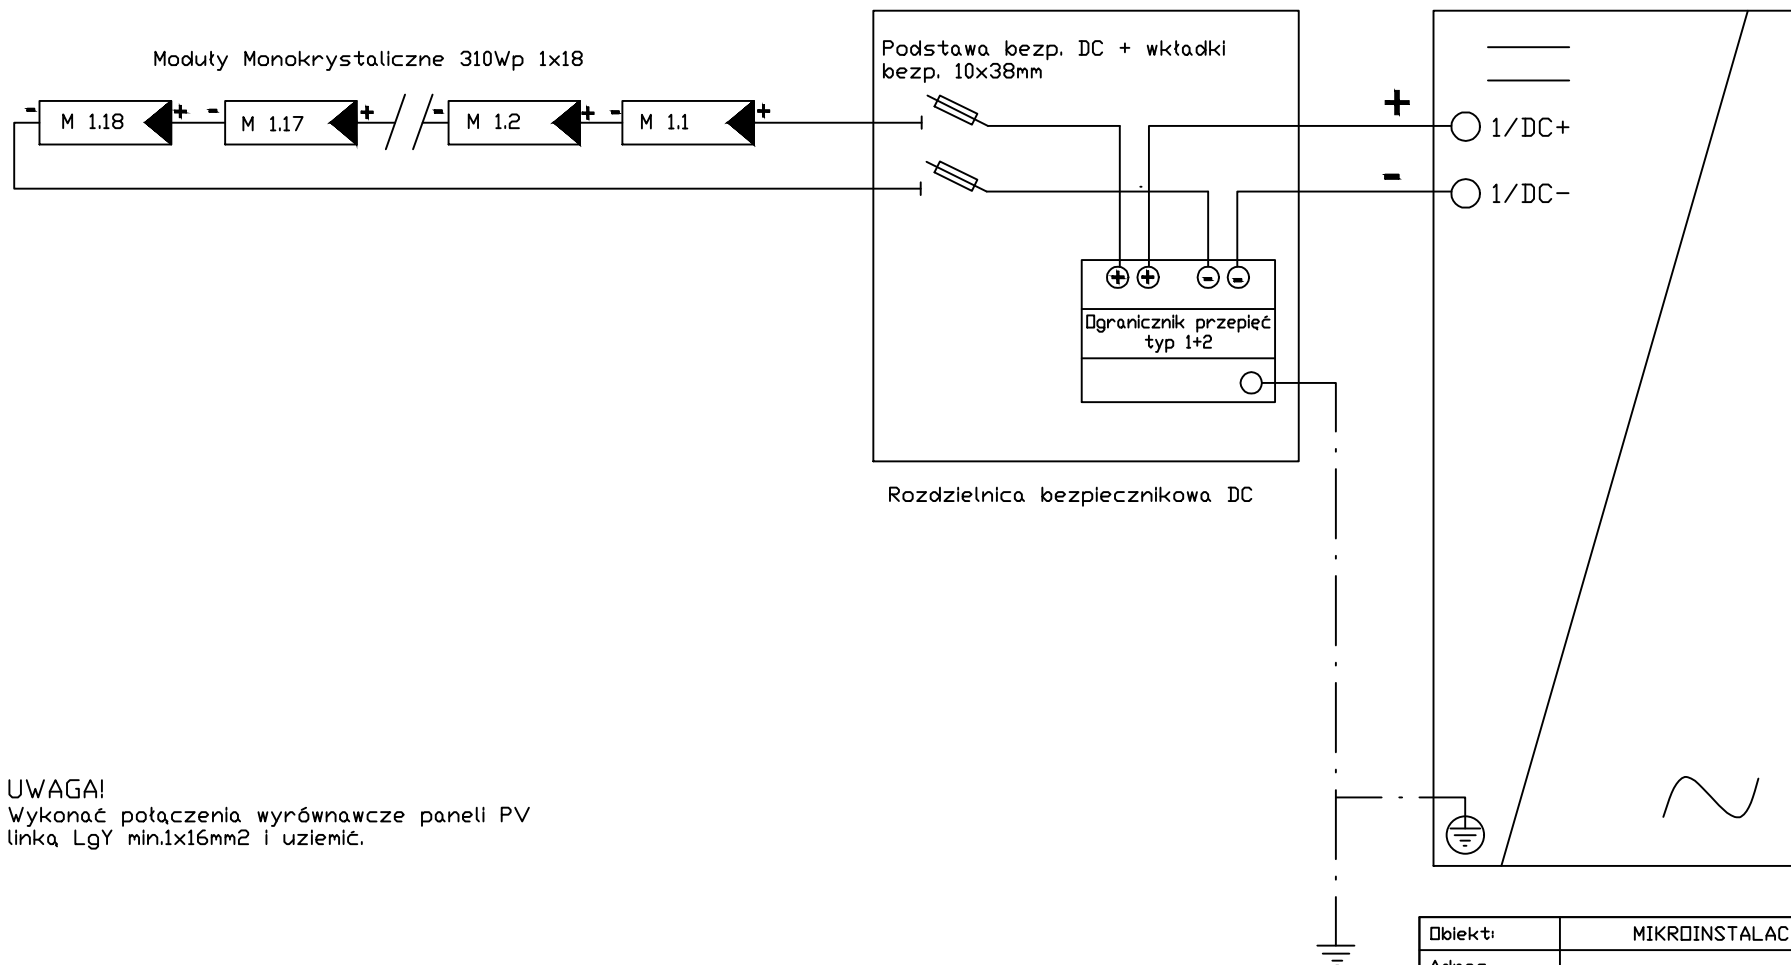 Moduły Monokrystaliczne 310Wp 1x18
- M 1.18 + - M 1.17 + - M 1.2 + - M 1.1 +
Podstawa bezp. DC + wkładki
bezp. 10x38mm
+
1/DC+
-
1/DC-
+ + - -
Ogranicznik przepięć
typ 1+2
Rozdzielnica bezpiecznikowa DC
UWAGA!
Wykonać połączenia wyrównawcze paneli PV
linką LgY min.1x16mm2 i uziemić.
Obiekt: MIKROINSTALAC